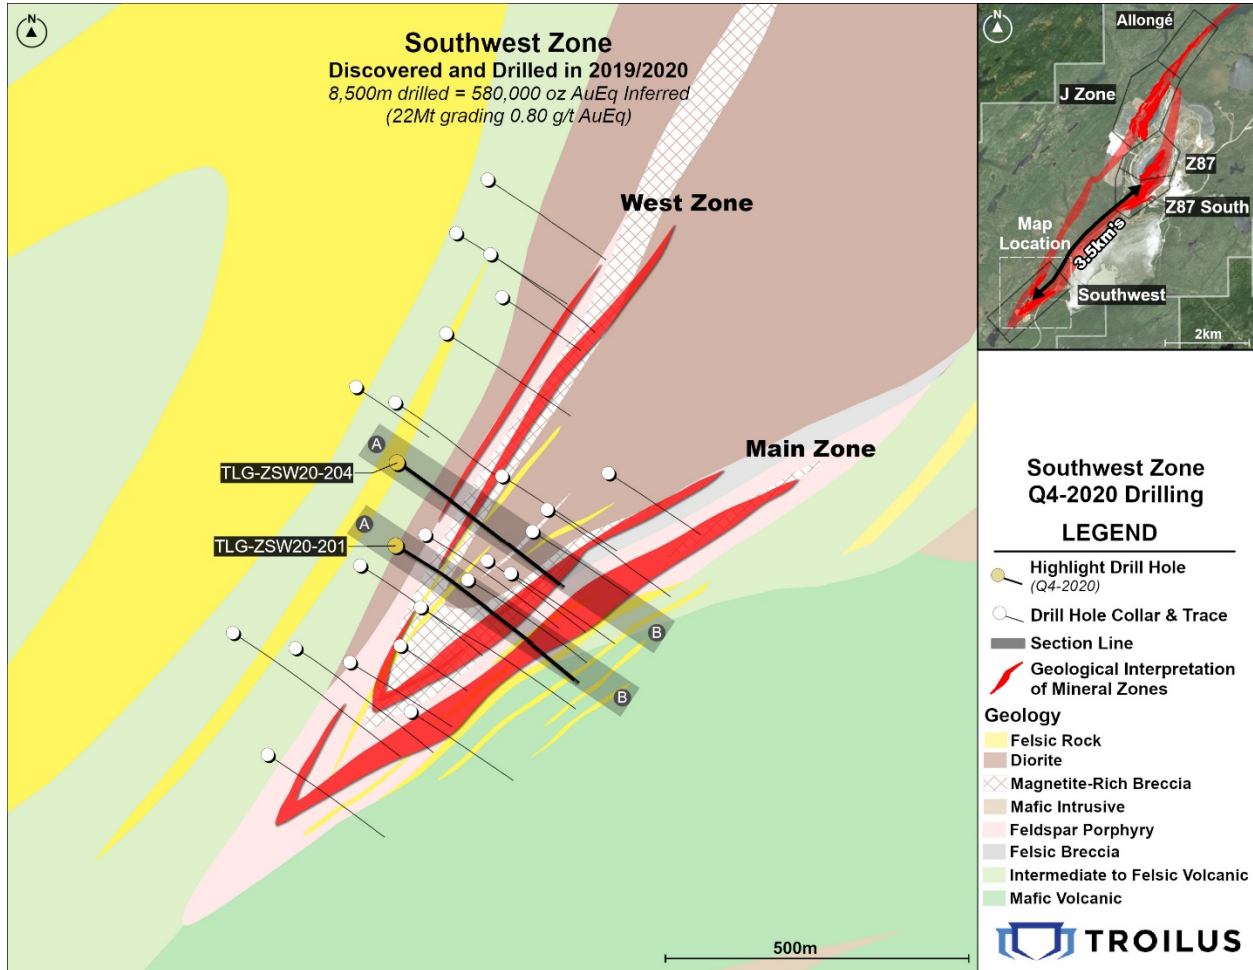 N
Southwest Zone
Discovered and Drilled in 2019/2020
8,500m drilled = 580,000 oz AuEq Inferred
(22Mt grading 0.80 g/t AuEq)
West Zone
Main Zone
A
TLG-ZSW20-204
A
TLG-ZSW20-201
B
B
500m
N
Allongé
J Zone
Z87
Z87 South
Map
Location
3.5km's
Southwest
2km
Southwest Zone
Q4-2020 Drilling
LEGEND
Highlight Drill Hole
(Q4-2020)
Drill Hole Collar & Trace
Section Line
Geological Interpretation
of Mineral Zones
Geology
Felsic Rock
Diorite
Magnetite-Rich Breccia
Mafic Intrusive
Feldspar Porphyry
Felsic Breccia
Intermediate to Felsic Volcanic
Mafic Volcanic
TROILUS